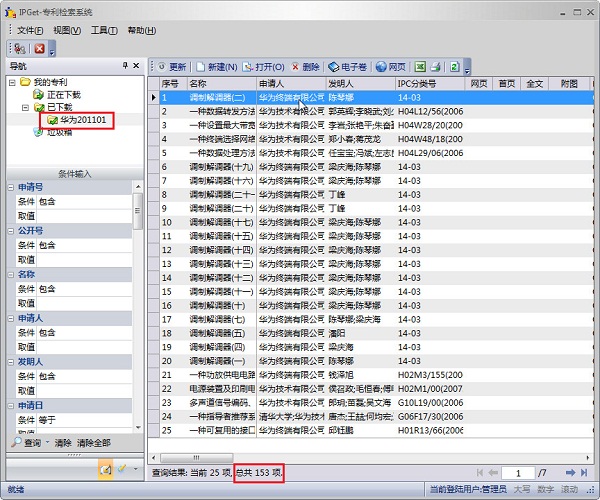 IPGet-专利检索系统
文件(F) 视图(V) 工具(T) 帮助(H)
导航
我的专利
正在下载
已下载
华为201101
垃圾箱
条件输入
申请号
条件 包含
取值
公开号
条件 包含
取值
名称
条件 包含
取值
申请人
条件 包含
取值
发明人
条件 包含
取值
申请日
条件 等于
取值
查询 清除 清除全部
更新 新建(N) 打开(O) 删除 电子卷 网页
序号 名称 申请人 发明人 IPC分类号 网页 首页 全文 附图
1 调制解调器(二) 华为终端有限公司 陈琴娜 14-03
2 一种数据转发方法 华为技术有限公司 郭英辉;李晓武;刘 H04L12/56(2006
3 一种设置最大带宽 华为技术有限公司 李岩;张艳平;朱奋 H04W28/20(200
4 一种终端选择网络 华为技术有限公司 郑小春;蒋茂龙 H04W48/18(200
5 一种数据处理方法 华为技术有限公司 任宝宝;冯斌;左志 H04L29/06(2006
6 调制解调器(十九) 华为终端有限公司 梁庆海;陈琴娜 14-03
7 调制解调器(十六) 华为终端有限公司 梁庆海;陈琴娜 14-03
8 调制解调器(二十一 华为终端有限公司 丁峰 14-03
9 调制解调器(二十) 华为终端有限公司 丁峰 14-03
10 调制解调器(十七) 华为终端有限公司 梁庆海;陈琴娜 14-03
11 调制解调器(十五) 华为终端有限公司 梁庆海;陈琴娜 14-03
12 调制解调器(十四) 华为终端有限公司 梁庆海;陈琴娜 14-03
13 调制解调器(十三) 华为终端有限公司 梁庆海;陈琴娜 14-03
14 调制解调器(十二) 华为终端有限公司 梁庆海;陈琴娜 14-03
15 调制解调器(十一) 华为终端有限公司 梁庆海;陈琴娜 14-03
16 调制解调器(十) 华为终端有限公司 梁庆海;陈琴娜 14-03
17 调制解调器(七) 华为终端有限公司 陈琴娜;梁庆海 14-03
18 调制解调器(五) 华为终端有限公司 潘阳 14-03
19 调制解调器(四) 华为终端有限公司 梁庆海 14-03
20 调制解调器(一) 华为终端有限公司 陈琴娜 14-03
21 一种功放供电电路 华为技术有限公司 钱泽旭 H02M3/155(200
22 电源装置及印刷电 华为技术有限公司 侯召政;毛恒春;傅 H02M1/00(2007
23 多声道信号编码、 华为技术有限公司 郎玥;苗磊;吴文海 G10L19/00(2006
24 一种指导者推荐系 清华大学;华为技术 唐杰;王喆;何均宏; G06F17/30(2006
25 一种可复用的接口 华为技术有限公司 邱钰鹏 H01R13/66(2006
查询结果: 当前 25 项, 总共 153 项
1 /7
就绪
当前登陆用户:管理员 大写 数字 滚动